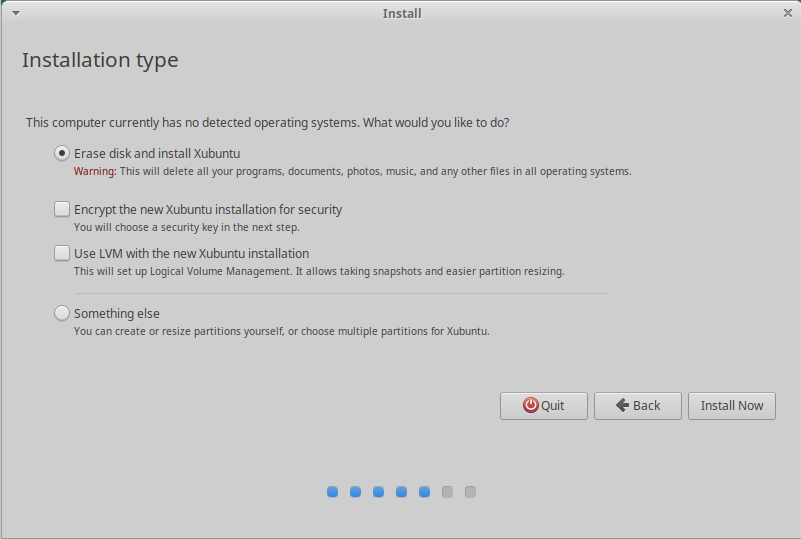 Install
Installation type
This computer currently has no detected operating systems. What would you like to do?
Erase disk and install Xubuntu
Warning: This will delete all your programs, documents, photos, music, and any other files in all operating systems.
Encrypt the new Xubuntu installation for security
You will choose a security key in the next step.
Use LVM with the new Xubuntu installation
This will set up Logical Volume Management. It allows taking snapshots and easier partition resizing.
Something else
You can create or resize partitions yourself, or choose multiple partitions for Xubuntu.
Quit Back Install Now